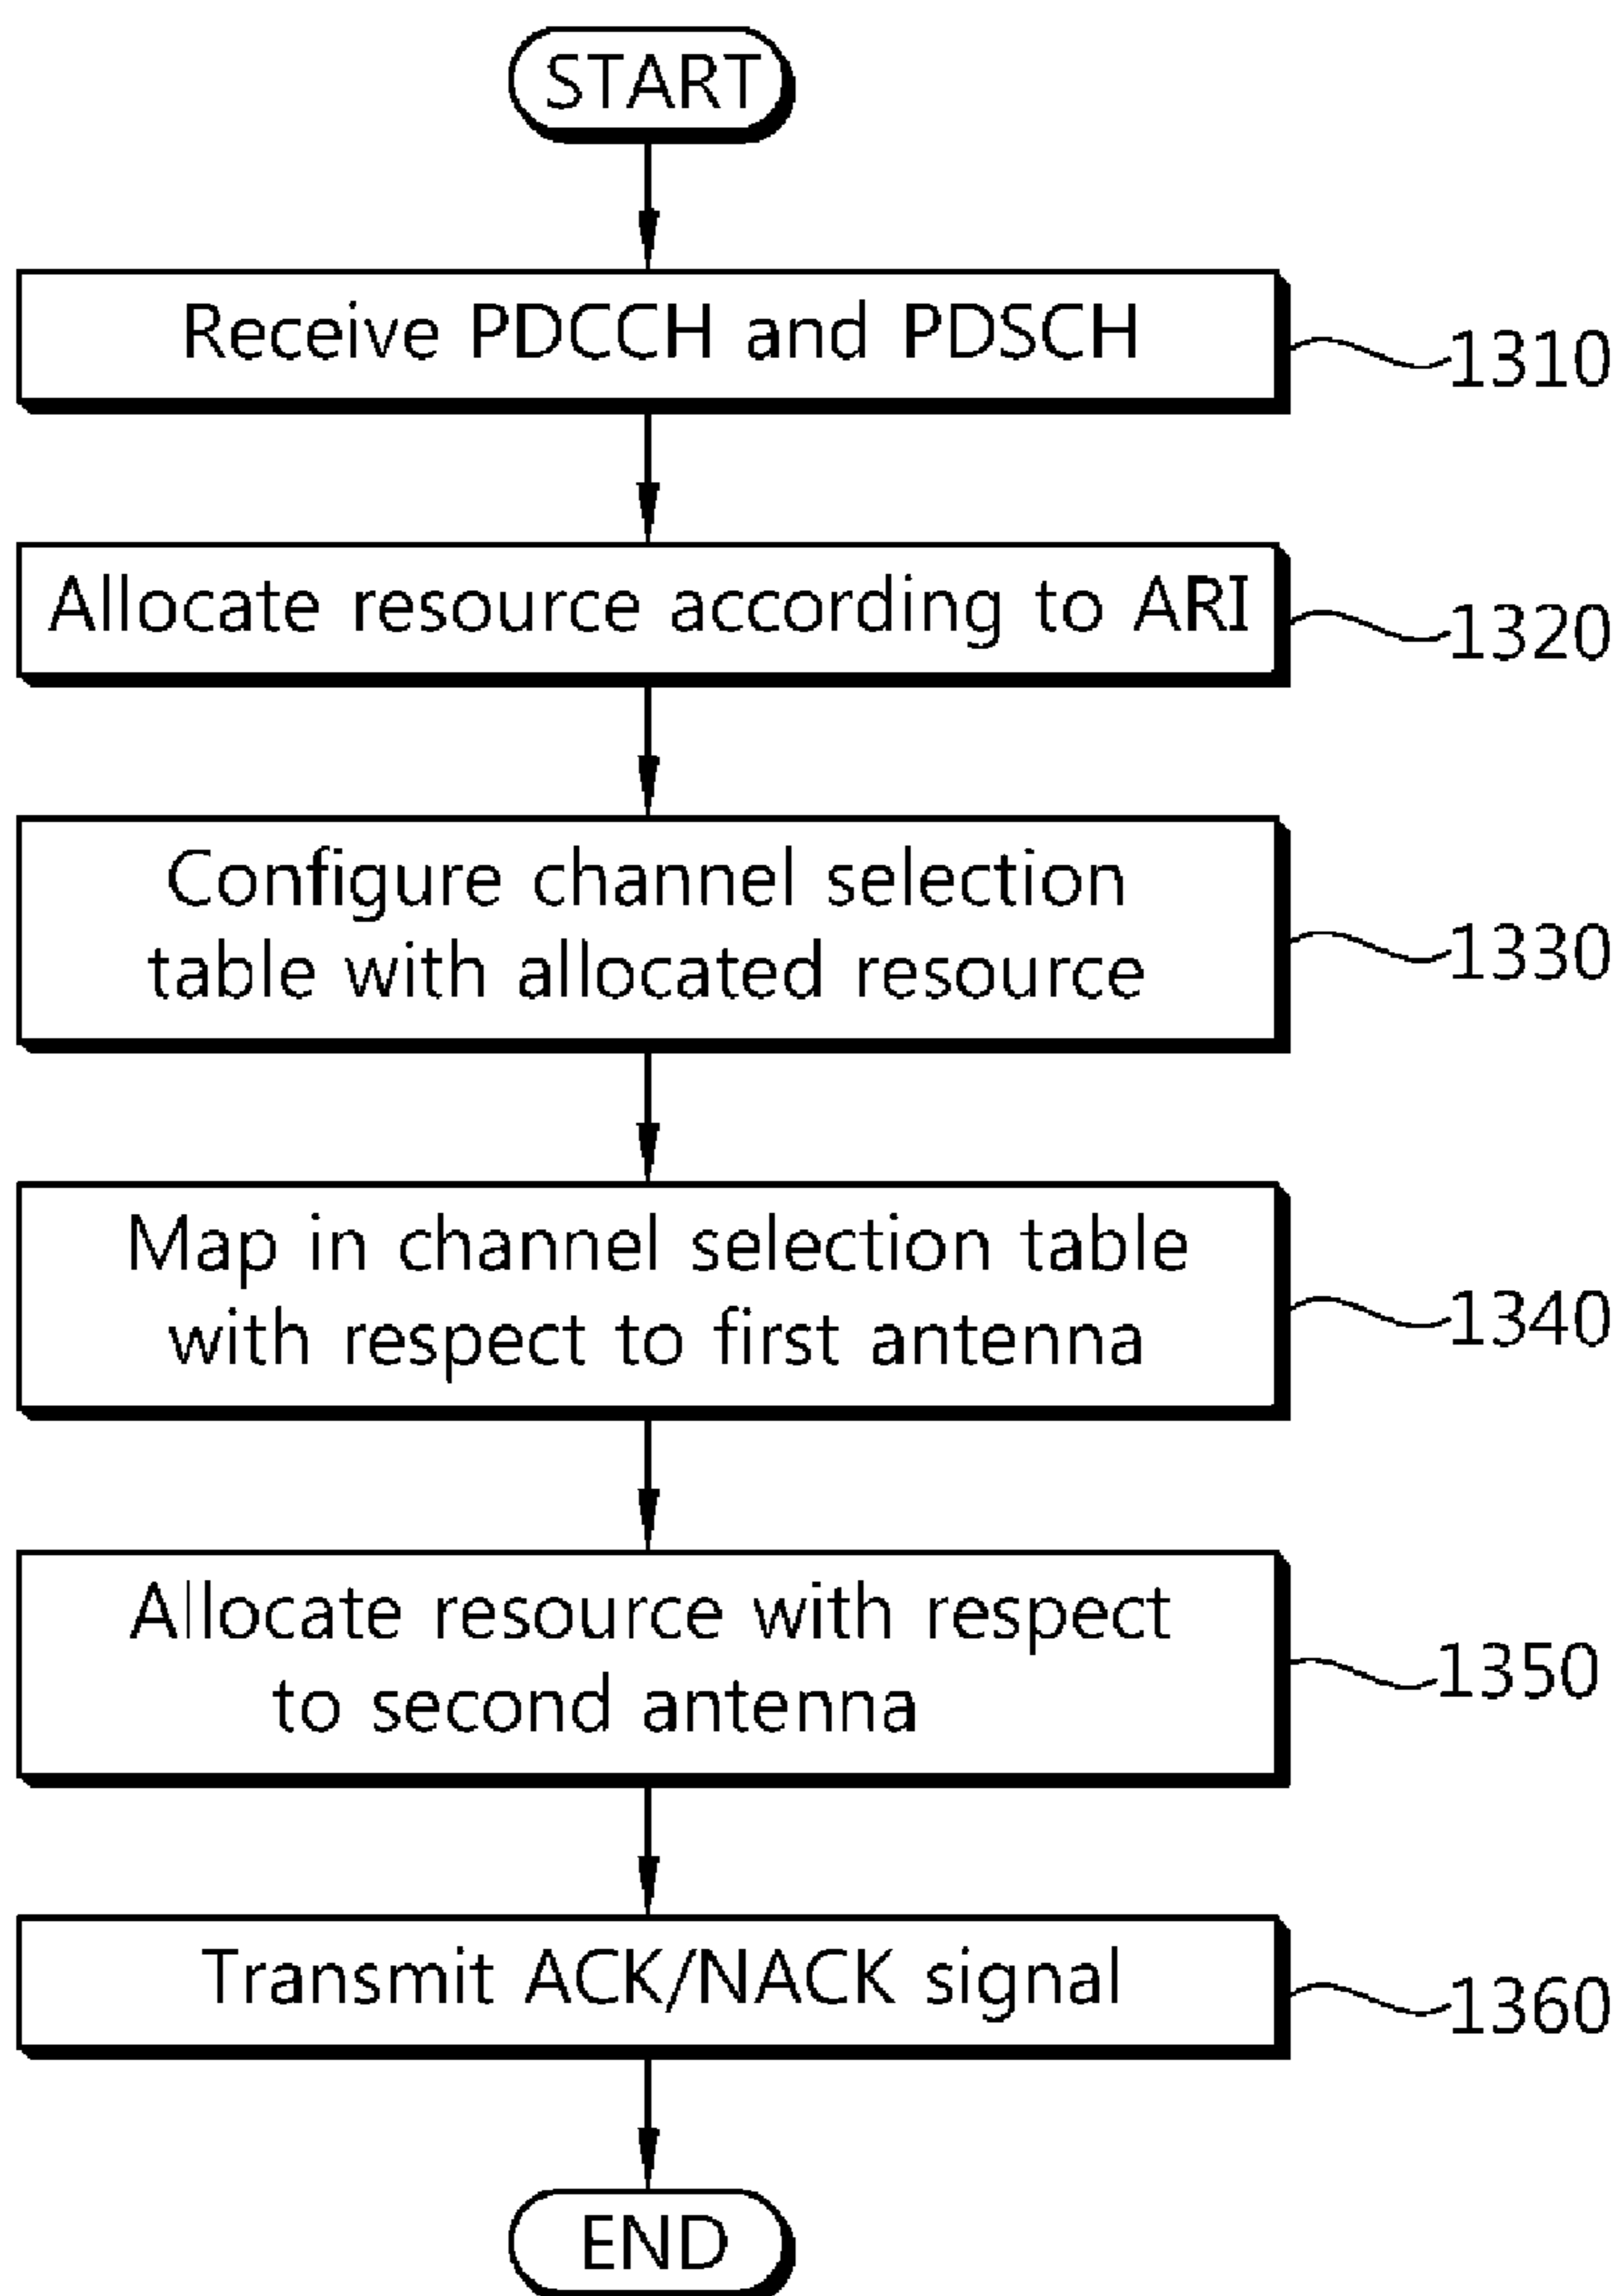 START
Receive PDCCH and PDSCH
1310
Allocate resource according to ARI
1320
Configure channel selection
table with allocated resource
1330
Map in channel selection table
with respect to first antenna
1340
Allocate resource with respect
to second antenna
1350
Transmit ACK/NACK signal
1360
END